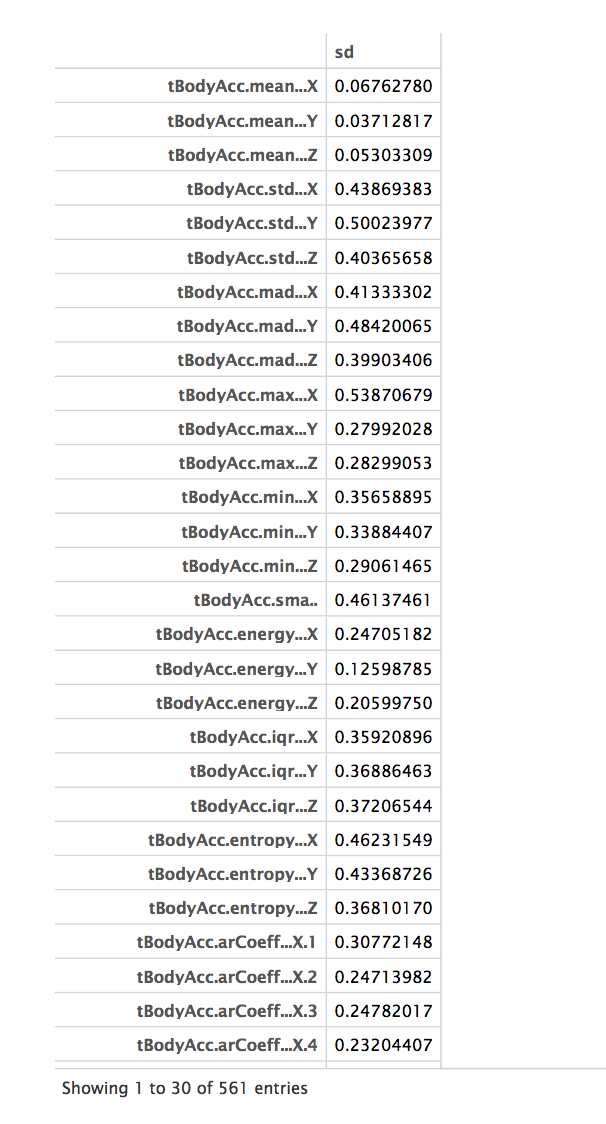 sd
tBodyAcc.mean...X 0.06762780
tBodyAcc.mean...Y 0.03712817
tBodyAcc.mean...Z 0.05303309
tBodyAcc.std...X 0.43869383
tBodyAcc.std...Y 0.50023977
tBodyAcc.std...Z 0.40365658
tBodyAcc.mad...X 0.41333302
tBodyAcc.mad...Y 0.48420065
tBodyAcc.mad...Z 0.39903406
tBodyAcc.max...X 0.53870679
tBodyAcc.max...Y 0.27992028
tBodyAcc.max...Z 0.28299053
tBodyAcc.min...X 0.35658895
tBodyAcc.min...Y 0.33884407
tBodyAcc.min...Z 0.29061465
tBodyAcc.sma.. 0.46137461
tBodyAcc.energy...X 0.24705182
tBodyAcc.energy...Y 0.12598785
tBodyAcc.energy...Z 0.20599750
tBodyAcc.iqr...X 0.35920896
tBodyAcc.iqr...Y 0.36886463
tBodyAcc.iqr...Z 0.37206544
tBodyAcc.entropy...X 0.46231549
tBodyAcc.entropy...Y 0.43368726
tBodyAcc.entropy...Z 0.36810170
tBodyAcc.arCoeff...X.1 0.30772148
tBodyAcc.arCoeff...X.2 0.24713982
tBodyAcc.arCoeff...X.3 0.24782017
tBodyAcc.arCoeff...X.4 0.23204407
Showing 1 to 30 of 561 entries